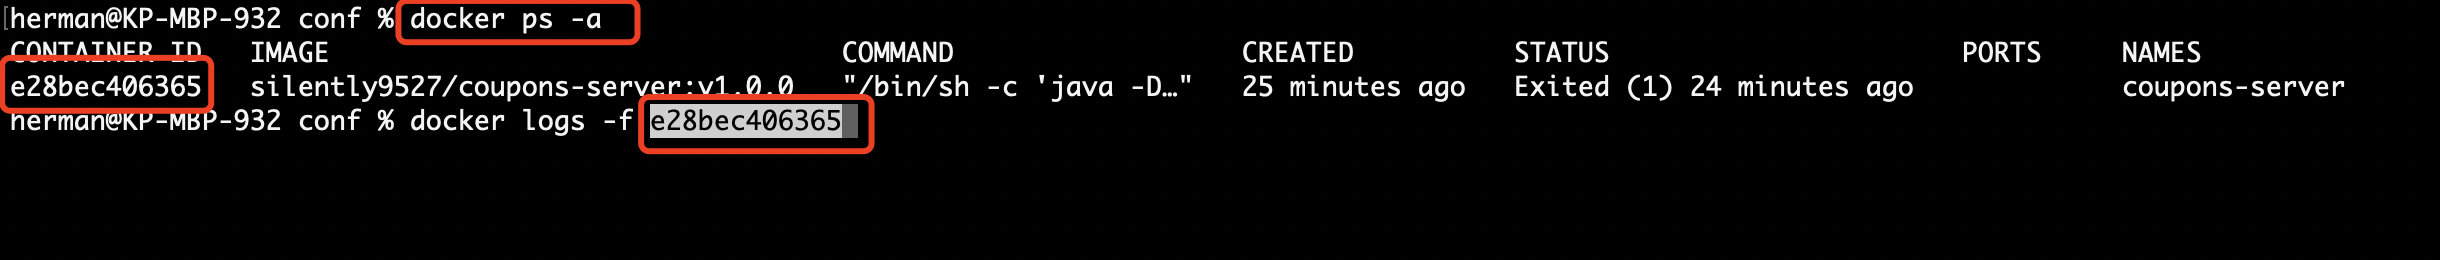 [herman@KP-MBP-932 conf % docker ps -a
CONTAINER ID IMAGE COMMAND CREATED STATUS PORTS NAMES
e28bec406365 silently9527/coupons-server:v1.0.0 "/bin/sh -c 'java -D…" 25 minutes ago Exited (1) 24 minutes ago coupons-server
herman@KP-MBP-932 conf % docker logs -f e28bec406365